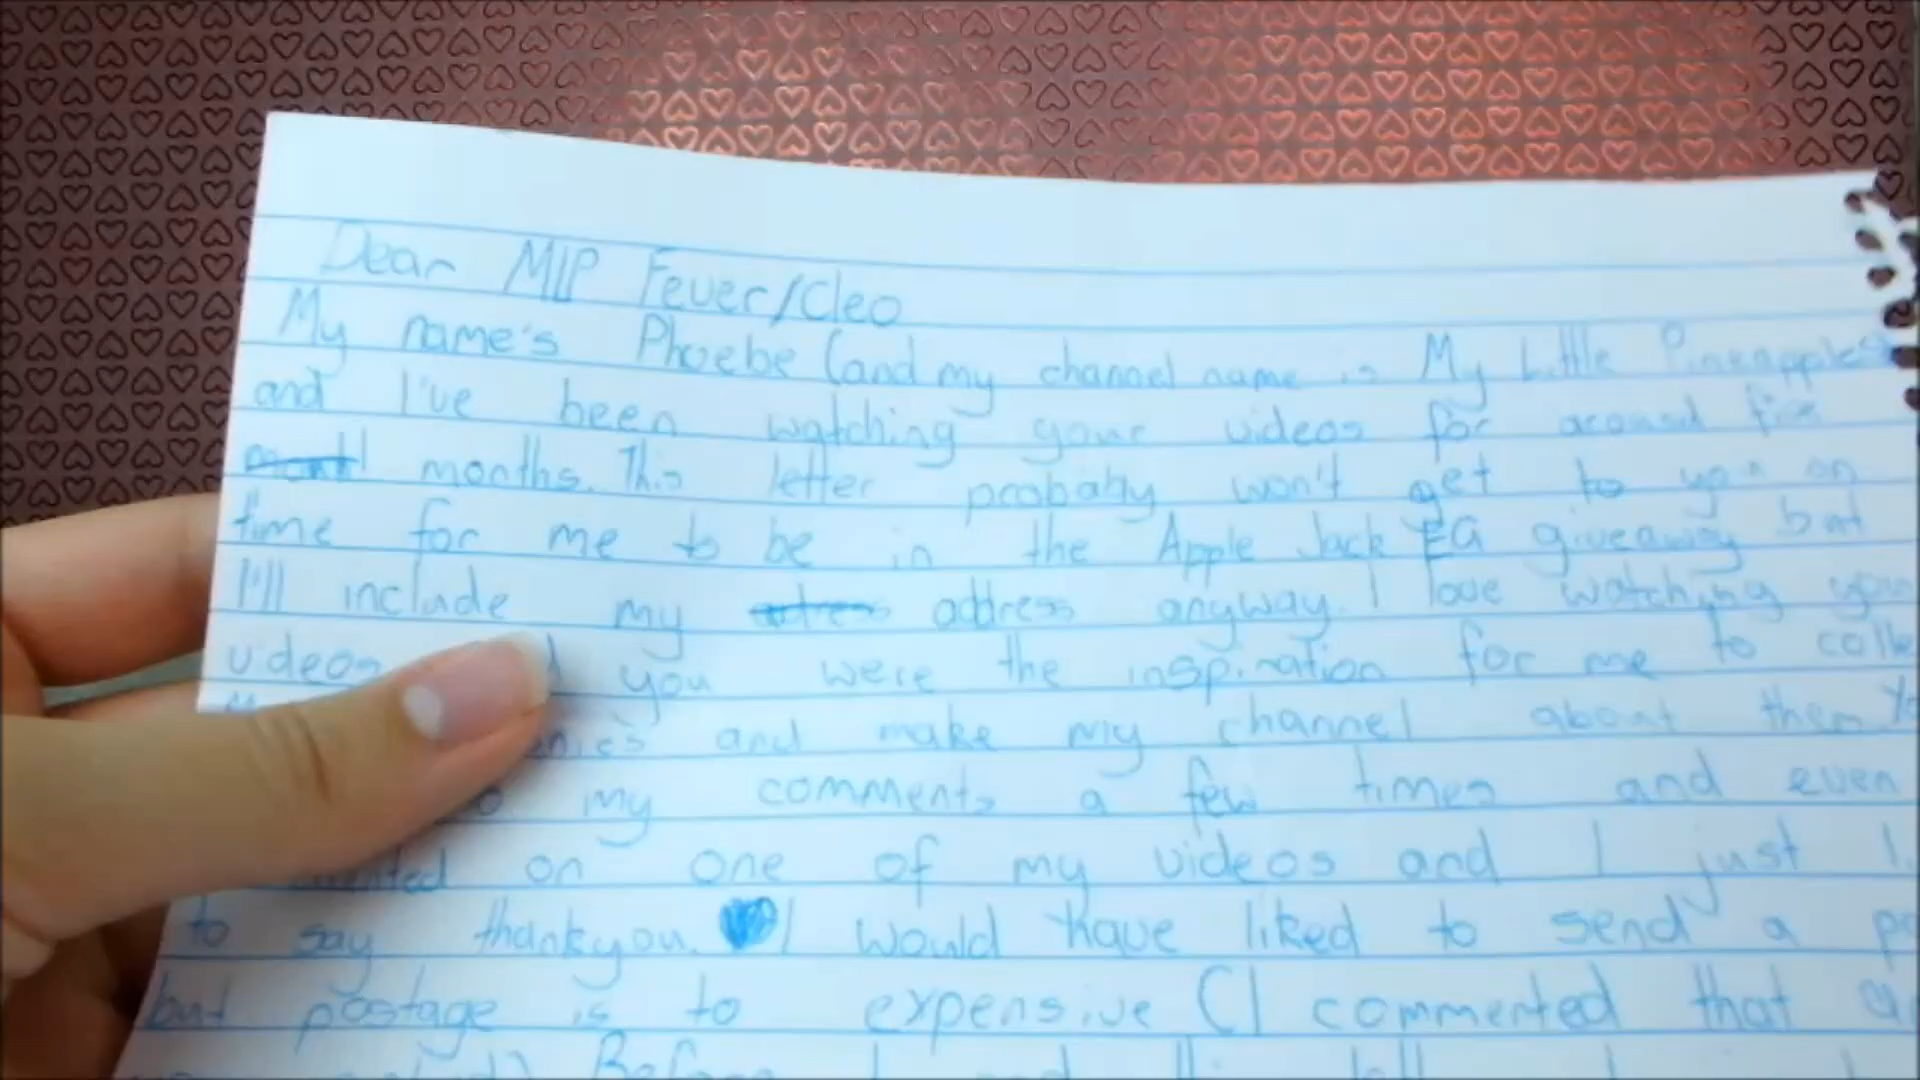 Dear MlP Fever/Cleo
My name's Phoebe (and my channel name is My Little Pineapples
and I've been watching your videos for around five
months. This letter probably won't get to you on
time for me to be in the Apple Jack EG giveaway but
I'll include my adress address anyway. I love watching your
videos you were the inspiration for me to
and make my channel about them
my comments a few times and even
on one of my videos and I just
to say thankyou. I would have liked to send a
but postage is to expensive (I commented that
Before I